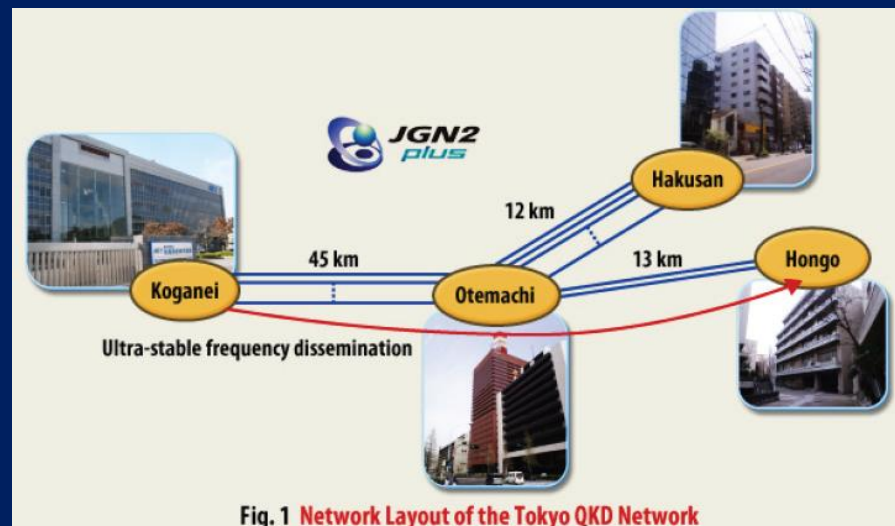 JGN2
plus
Hakusan
12 km
13 km
Hongo
45 km
Koganei
Otemachi
Ultra-stable frequency dissemination
Fig. 1 Network Layout of the Tokyo QKD Network